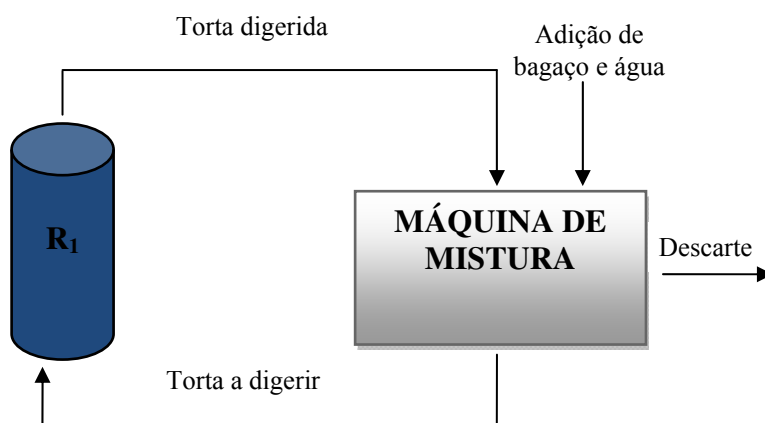 Torta digerida
Adição de
bagaço e água
R₁
MÁQUINA DE
MISTURA
Descarte
Torta a digerir